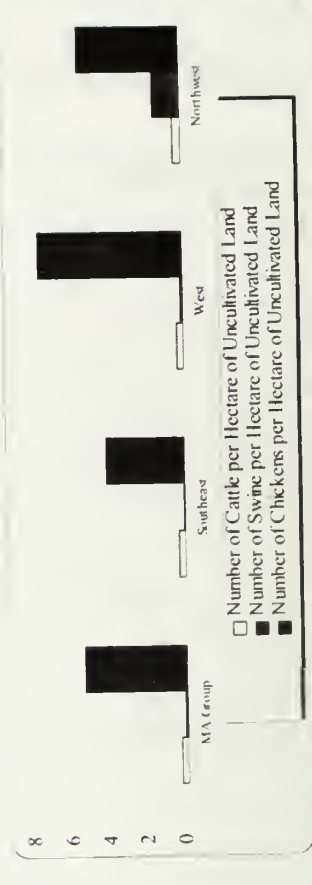 8
6
4
2
0
MA Group
Southeast
West
Northwest
□ Number of Cattle per Hectare of Uncultivated Land
■ Number of Swine per Hectare of Uncultivated Land
■ Number of Chickens per Hectare of Uncultivated Land